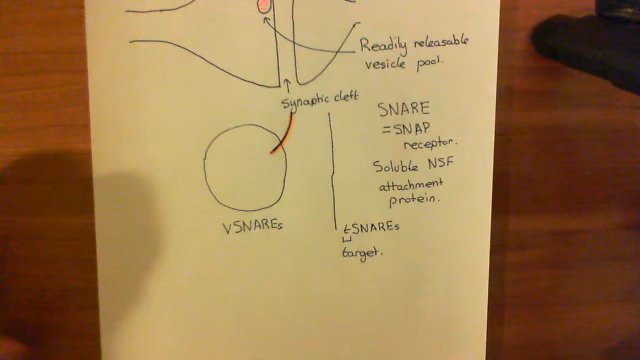 Readily releasable
vesicle pool.
Synaptic cleft
SNARE
= SNAP
receptor.
Soluble NSF
attachment
protein.
VSNAREs
tSNAREs
target.